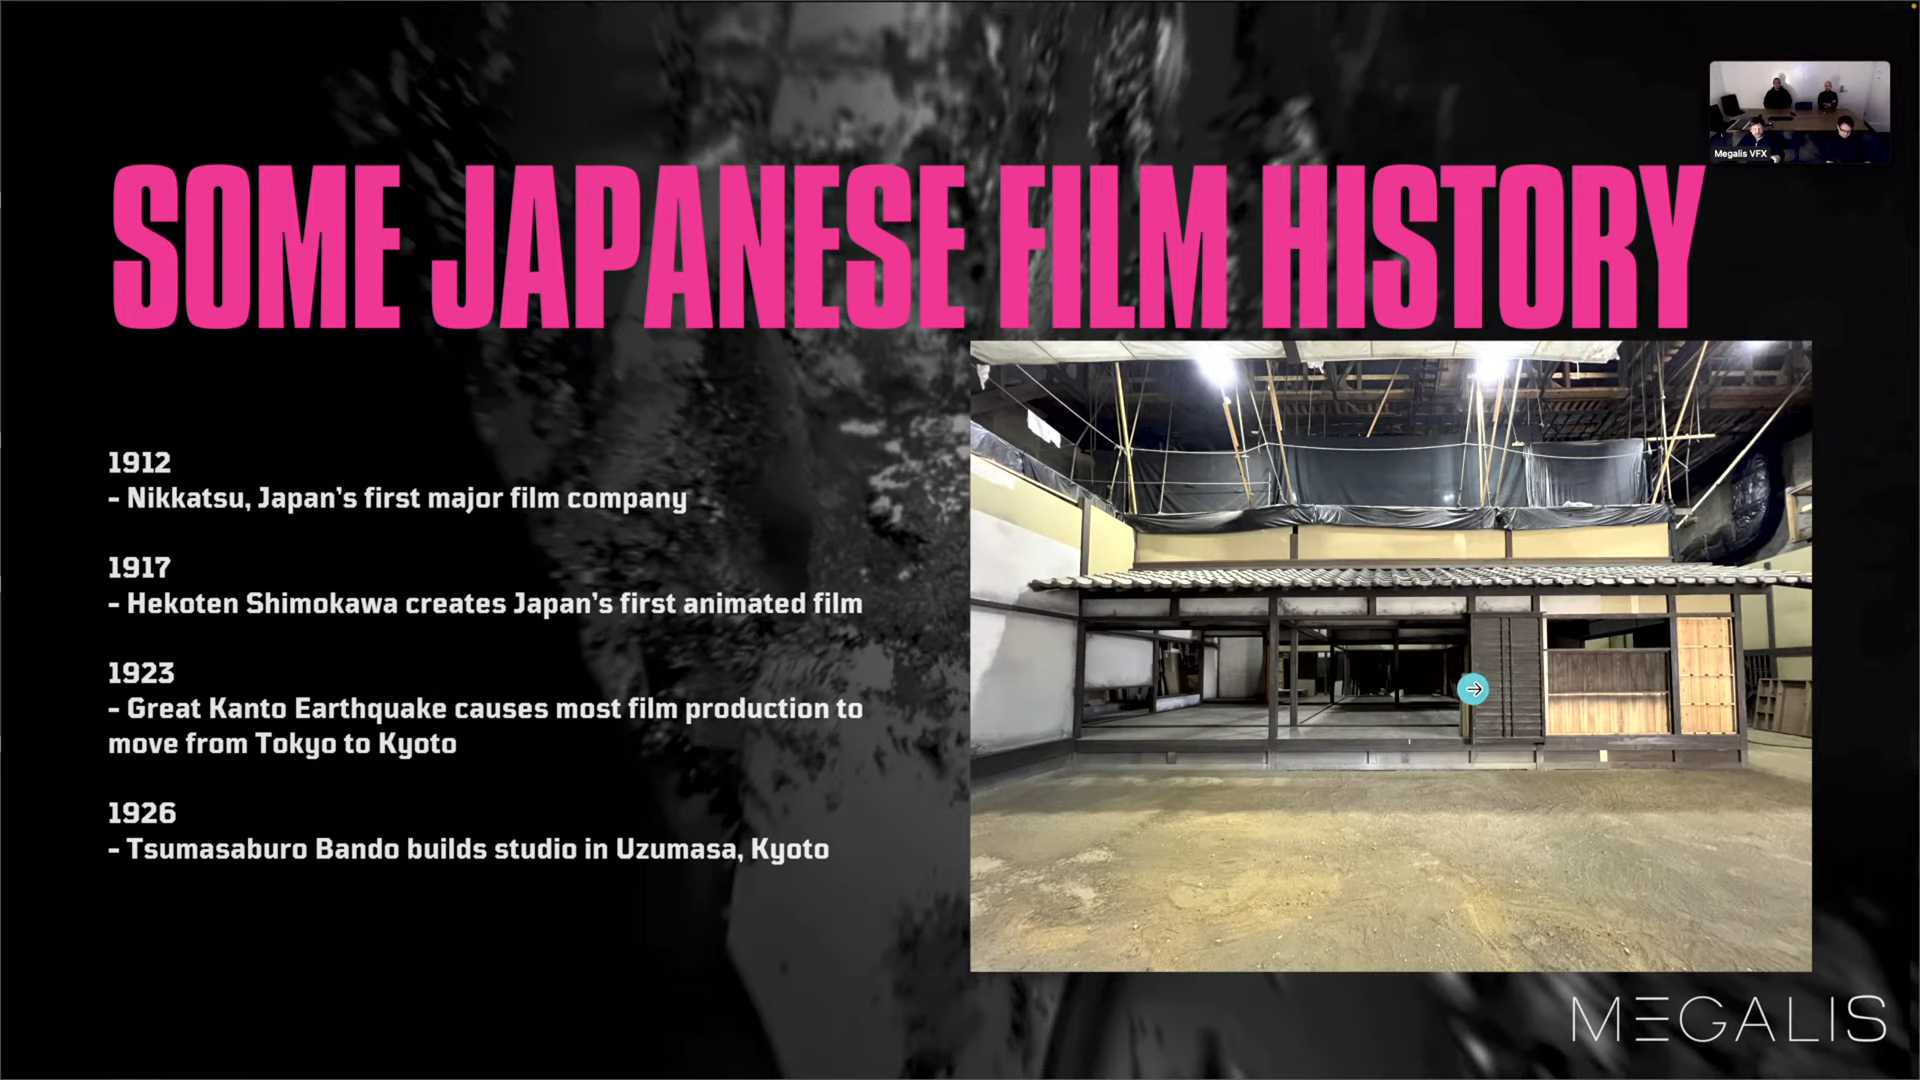 Megalis VFX
SOME JAPANESE FILM HISTORY
1912
- Nikkatsu, Japan's first major film company
1917
- Hekoten Shimokawa creates Japan's first animated film
1923
- Great Kanto Earthquake causes most film production to
move from Tokyo to Kyoto
1926
- Tsumasaburo Bando builds studio in Uzumasa, Kyoto
MEGALIS